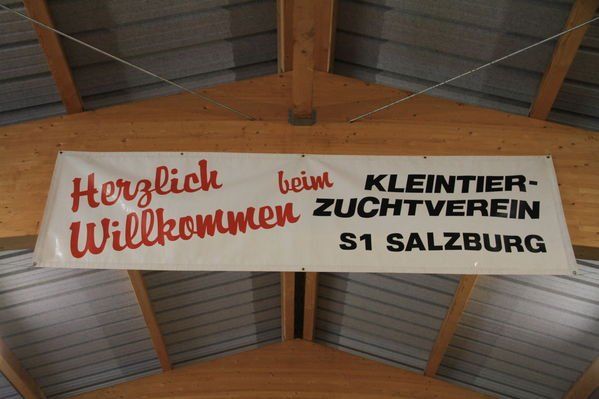 Herzlich beim
Willkommen
KLEINTIER-
ZUCHTVEREIN
S1 SALZBURG